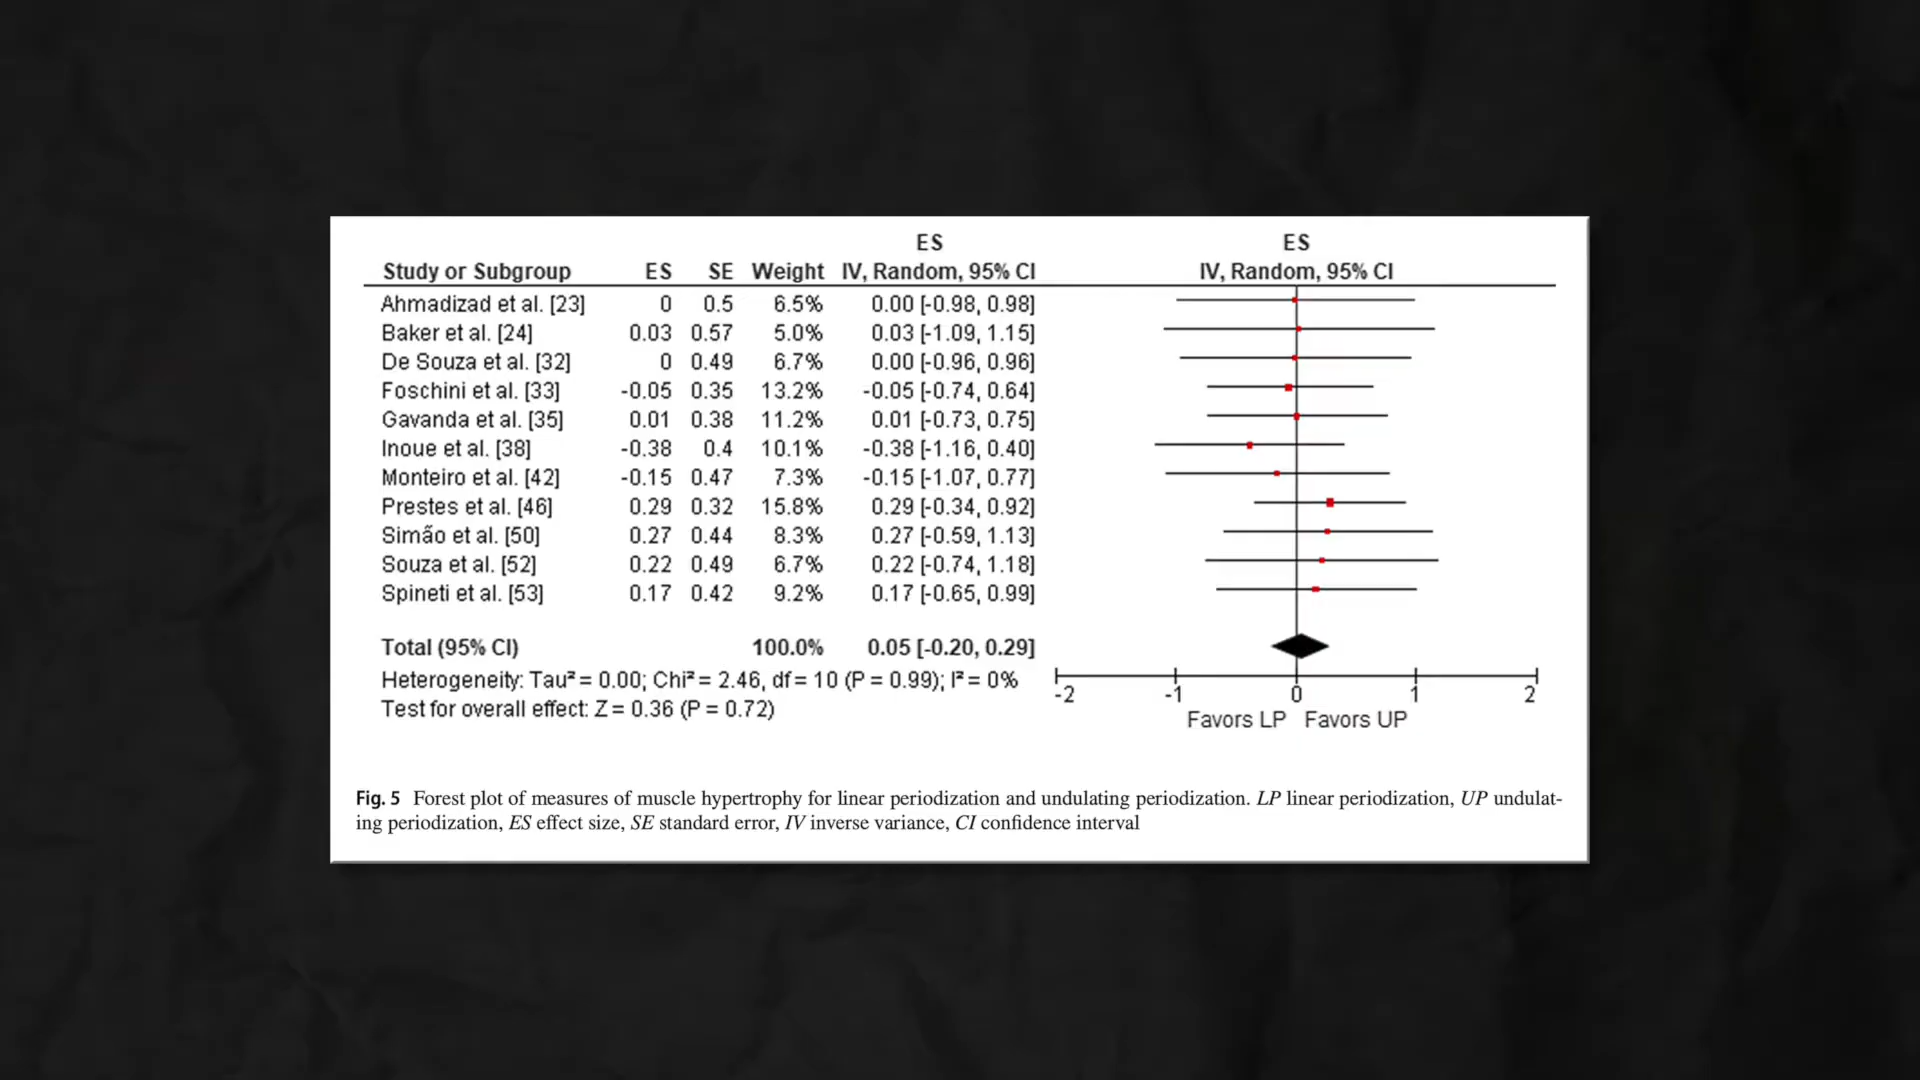 ES ES
Study or Subgroup ES SE Weight IV, Random, 95% CI IV, Random, 95% CI
Ahmadizad et al. [23] 0 0.5 6.5% 0.00 [-0.98, 0.98]
Baker et al. [24] 0.03 0.57 5.0% 0.03 [-1.09, 1.15]
De Souza et al. [32] 0 0.49 6.7% 0.00 [-0.96, 0.96]
Foschini et al. [33] -0.05 0.35 13.2% -0.05 [-0.74, 0.64]
Gavanda et al. [35] 0.01 0.38 11.2% 0.01 [-0.73, 0.75]
Inoue et al. [38] -0.38 0.4 10.1% -0.38 [-1.16, 0.40]
Monteiro et al. [42] -0.15 0.47 7.3% -0.15 [-1.07, 0.77]
Prestes et al. [46] 0.29 0.32 15.8% 0.29 [-0.34, 0.92]
Simão et al. [50] 0.27 0.44 8.3% 0.27 [-0.59, 1.13]
Souza et al. [52] 0.22 0.49 6.7% 0.22 [-0.74, 1.18]
Spineti et al. [53] 0.17 0.42 9.2% 0.17 [-0.65, 0.99]
Total (95% CI) 100.0% 0.05 [-0.20, 0.29]
Heterogeneity: Tau² = 0.00; Chi² = 2.46, df = 10 (P = 0.99); I² = 0%
Test for overall effect: Z = 0.36 (P = 0.72)
-2 -1 0 1 2
Favors LP Favors UP
Fig. 5 Forest plot of measures of muscle hypertrophy for linear periodization and undulating periodization. LP linear periodization, UP undulat-
ing periodization, ES effect size, SE standard error, IV inverse variance, CI confidence interval